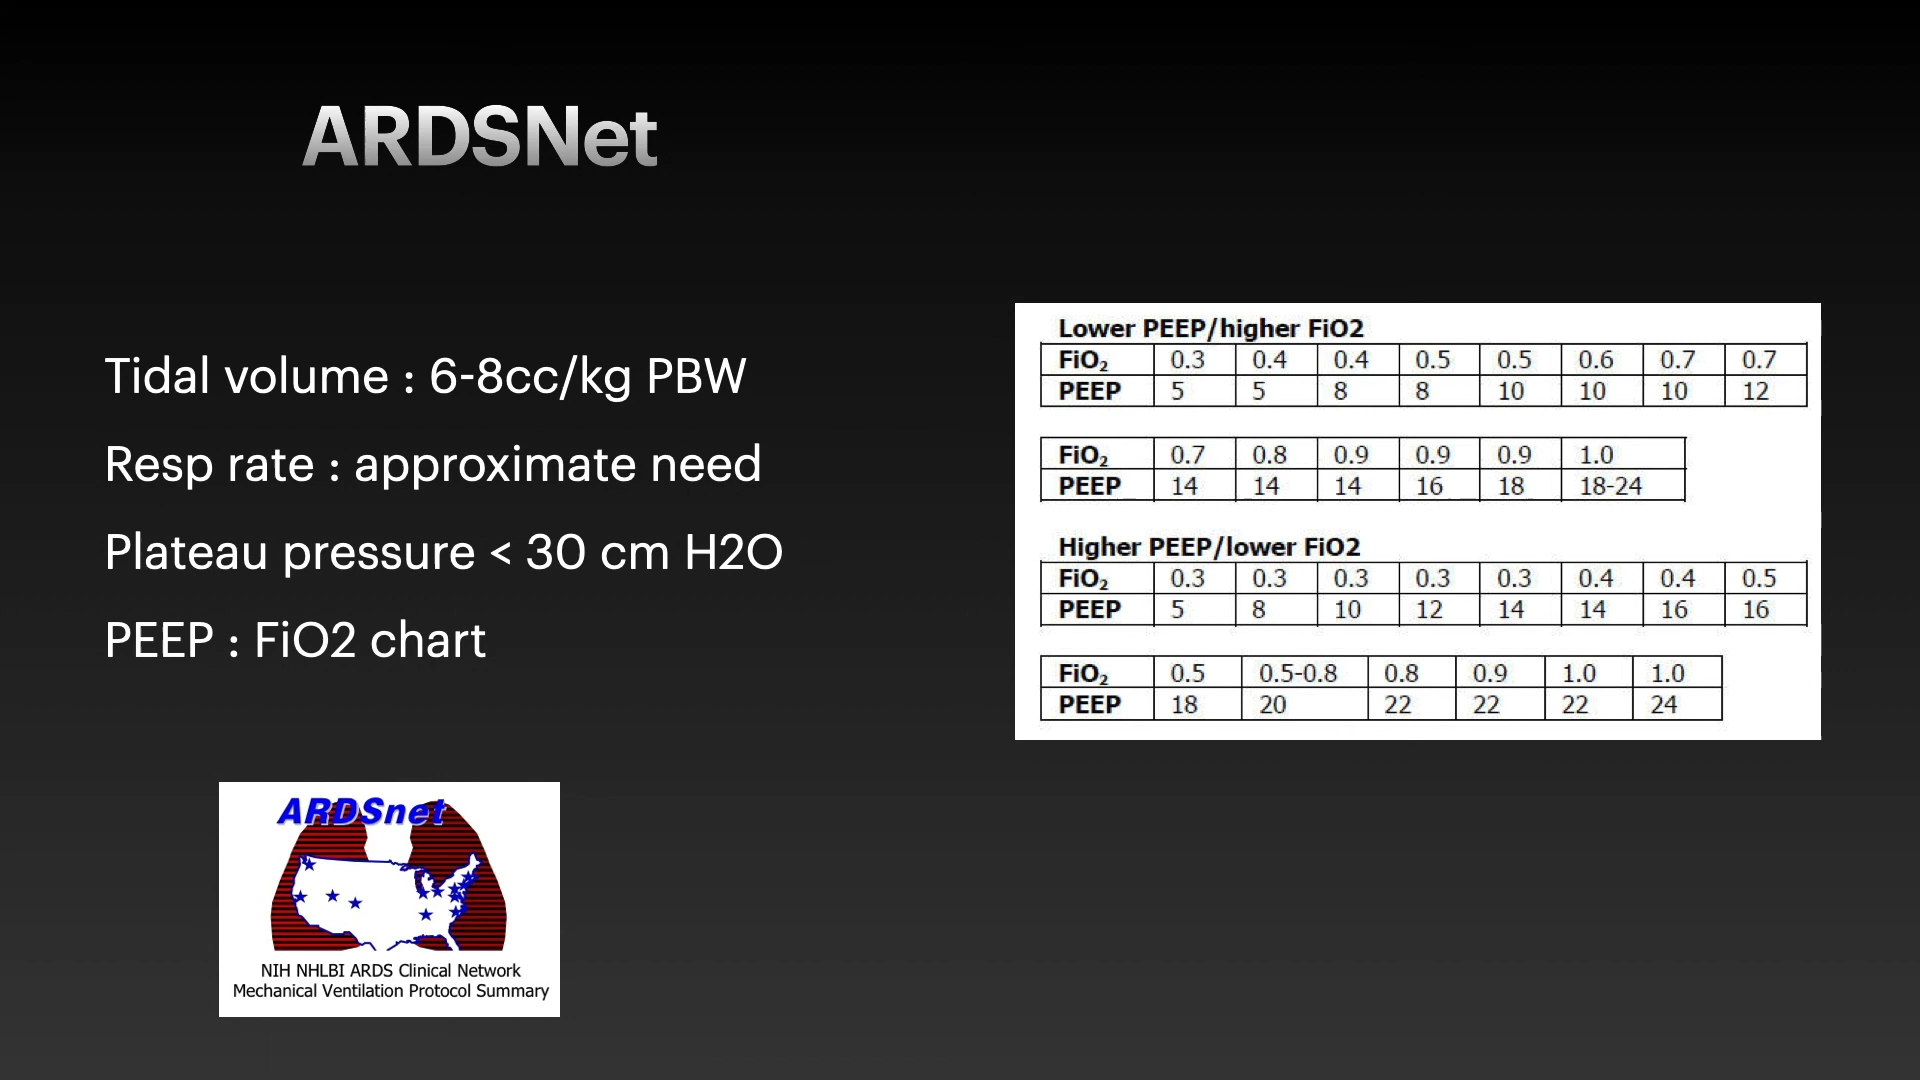 ARDSNet
Tidal volume : 6-8cc/kg PBW
Resp rate : approximate need
Plateau pressure < 30 cm H2O
PEEP : FiO2 chart
Lower PEEP/higher FiO2
FiO₂ 0.3 0.4 0.4 0.5 0.5 0.6 0.7 0.7
PEEP 5 5 8 8 10 10 10 12
FiO₂ 0.7 0.8 0.9 0.9 0.9 1.0
PEEP 14 14 14 16 18 18-24
Higher PEEP/lower FiO2
FiO₂ 0.3 0.3 0.3 0.3 0.3 0.4 0.4 0.5
PEEP 5 8 10 12 14 14 16 16
FiO₂ 0.5 0.5-0.8 0.8 0.9 1.0 1.0
PEEP 18 20 22 22 22 24
ARDSnet
NIH NHLBI ARDS Clinical Network
Mechanical Ventilation Protocol Summary